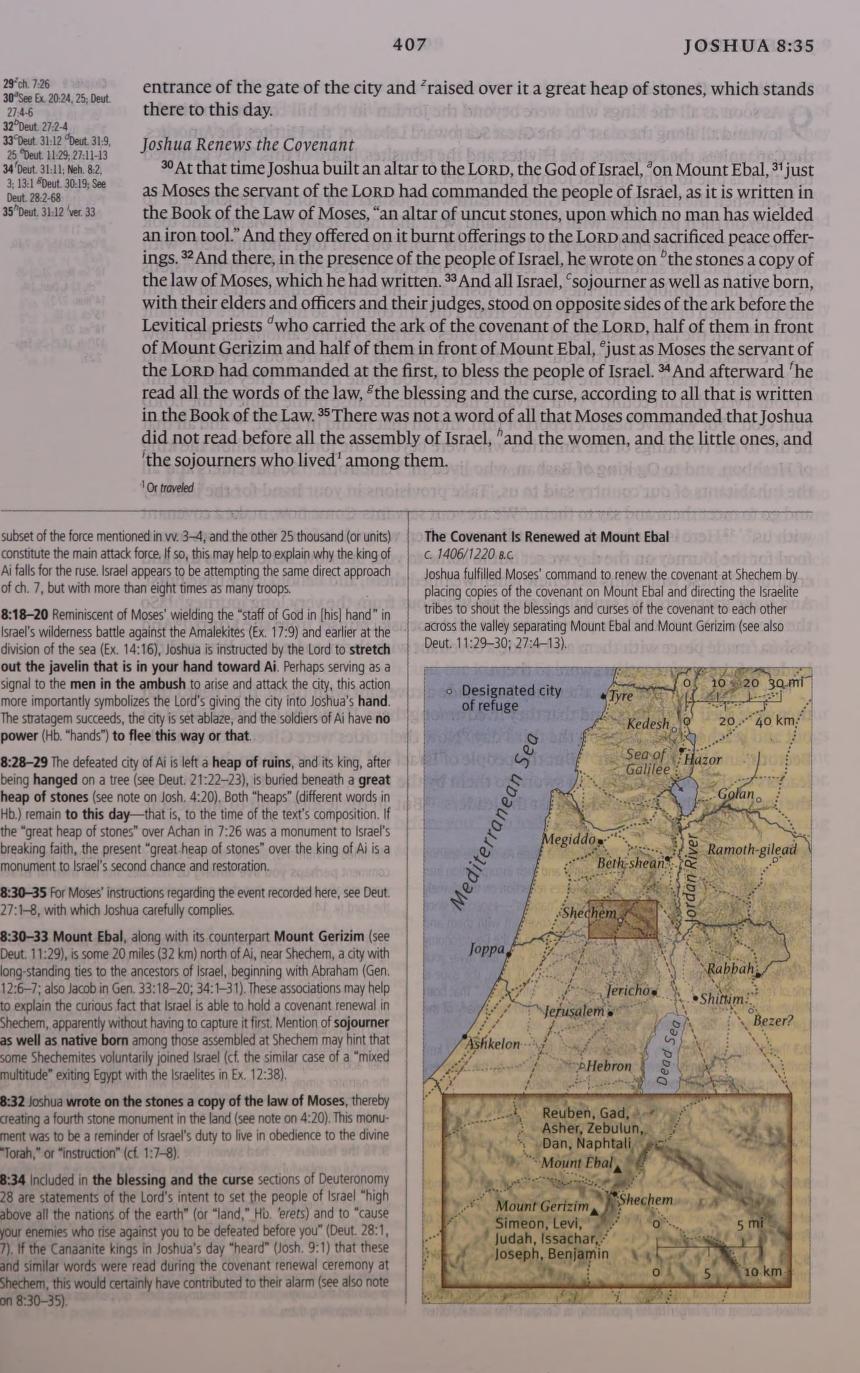 407
JOSHUA 8:35
29 ᶻch. 7:26
30 ᵃSee Ex. 20:24, 25; Deut.
27:4-6
32 ᵇDeut. 27:2-4
33 ᶜDeut. 31:12 ᵈDeut. 31:9,
25 ᵉDeut. 11:29; 27:11-13
34 ᶠDeut. 31:11; Neh. 8:2,
3; 13:1 ᵍDeut. 30:19; See
Deut. 28:2-68
35 ʰDeut. 31:12 ⁱver. 33
entrance of the gate of the city and ᶻraised over it a great heap of stones, which stands
there to this day.
Joshua Renews the Covenant
³⁰At that time Joshua built an altar to the LORD, the God of Israel, ᵃon Mount Ebal, ³¹just
as Moses the servant of the LORD had commanded the people of Israel, as it is written in
the Book of the Law of Moses, “an altar of uncut stones, upon which no man has wielded
an iron tool.” And they offered on it burnt offerings to the LORD and sacrificed peace offer-
ings. ³²And there, in the presence of the people of Israel, he wrote on ᵇthe stones a copy of
the law of Moses, which he had written. ³³And all Israel, ᶜsojourner as well as native born,
with their elders and officers and their judges, stood on opposite sides of the ark before the
Levitical priests ᵈwho carried the ark of the covenant of the LORD, half of them in front
of Mount Gerizim and half of them in front of Mount Ebal, ᵉjust as Moses the servant of
the LORD had commanded at the first, to bless the people of Israel. ³⁴And afterward ᶠhe
read all the words of the law, ᵍthe blessing and the curse, according to all that is written
in the Book of the Law. ³⁵There was not a word of all that Moses commanded that Joshua
did not read before all the assembly of Israel, ʰand the women, and the little ones, and
ⁱthe sojourners who lived¹ among them.
¹ Or traveled
subset of the force mentioned in vv. 3–4, and the other 25 thousand (or units)
constitute the main attack force. If so, this may help to explain why the king of
Ai falls for the ruse. Israel appears to be attempting the same direct approach
of ch. 7, but with more than eight times as many troops.
8:18–20 Reminiscent of Moses’ wielding the “staff of God in [his] hand” in
Israel’s wilderness battle against the Amalekites (Ex. 17:9) and earlier at the
division of the sea (Ex. 14:16), Joshua is instructed by the Lord to stretch
out the javelin that is in your hand toward Ai. Perhaps serving as a
signal to the men in the ambush to arise and attack the city, this action
more importantly symbolizes the Lord’s giving the city into Joshua’s hand.
The stratagem succeeds, the city is set ablaze, and the soldiers of Ai have no
power (Hb. “hands”) to flee this way or that.
8:28–29 The defeated city of Ai is left a heap of ruins, and its king, after
being hanged on a tree (see Deut. 21:22–23), is buried beneath a great
heap of stones (see note on Josh. 4:20). Both “heaps” (different words in
Hb.) remain to this day—that is, to the time of the text’s composition. If
the “great heap of stones” over Achan in 7:26 was a monument to Israel’s
breaking faith, the present “great heap of stones” over the king of Ai is a
monument to Israel’s second chance and restoration.
8:30–35 For Moses’ instructions regarding the event recorded here, see Deut.
27:1–8, with which Joshua carefully complies.
8:30–33 Mount Ebal, along with its counterpart Mount Gerizim (see
Deut. 11:29), is some 20 miles (32 km) north of Ai, near Shechem, a city with
long-standing ties to the ancestors of Israel, beginning with Abraham (Gen.
12:6–7; also Jacob in Gen. 33:18–20; 34:1–31). These associations may help
to explain the curious fact that Israel is able to hold a covenant renewal in
Shechem, apparently without having to capture it first. Mention of sojourner
as well as native born among those assembled at Shechem may hint that
some Shechemites voluntarily joined Israel (cf. the similar case of a “mixed
multitude” exiting Egypt with the Israelites in Ex. 12:38).
8:32 Joshua wrote on the stones a copy of the law of Moses, thereby
creating a fourth stone monument in the land (see note on 4:20). This monu-
ment was to be a reminder of Israel’s duty to live in obedience to the divine
“Torah,” or “instruction” (cf. 1:7–8).
8:34 Included in the blessing and the curse sections of Deuteronomy
28 are statements of the Lord’s intent to set the people of Israel “high
above all the nations of the earth” (or “land,” Hb. ’erets) and to “cause
your enemies who rise against you to be defeated before you” (Deut. 28:1,
7). If the Canaanite kings in Joshua’s day “heard” (Josh. 9:1) that these
and similar words were read during the covenant renewal ceremony at
Shechem, this would certainly have contributed to their alarm (see also note
on 8:30–35).
The Covenant Is Renewed at Mount Ebal
c. 1406/1220 B.C.
Joshua fulfilled Moses’ command to renew the covenant at Shechem by
placing copies of the covenant on Mount Ebal and directing the Israelite
tribes to shout the blessings and curses of the covenant to each other
across the valley separating Mount Ebal and Mount Gerizim (see also
Deut. 11:29–30; 27:4–13).
Designated city
of refuge
0 10 20 30 mi
0 20 40 km
Tyre
Kedesh
Sea of
Galilee
Hazor
Golan
Mediterranean Sea
Megiddo
Ramoth-gilead
Beth-shean
Jordan River
Shechem
Joppa
Rabbah
Jericho
Shittim
Jerusalem
Bezer?
Ashkelon
Dead Sea
Hebron
Reuben, Gad,
Asher, Zebulun,
Dan, Naphtali
Mount Ebal
Shechem
Mount Gerizim
Simeon, Levi,
Judah, Issachar,
Joseph, Benjamin
0 5 mi
0 5 10 km